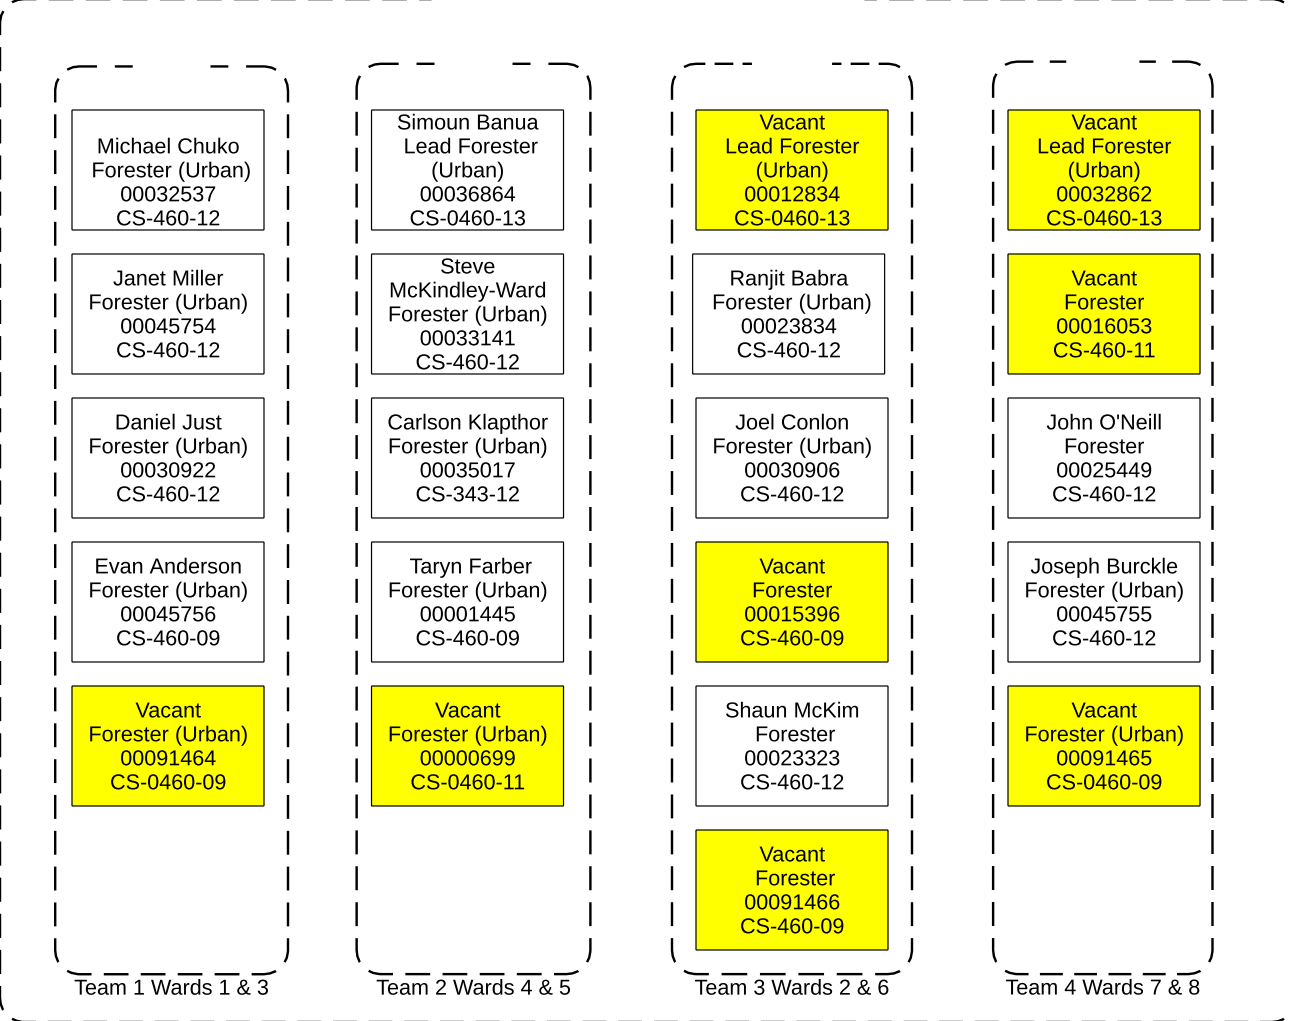 Michael Chuko
Forester (Urban)
00032537
CS-460-12
Janet Miller
Forester (Urban)
00045754
CS-460-12
Daniel Just
Forester (Urban)
00030922
CS-460-12
Evan Anderson
Forester (Urban)
00045756
CS-460-09
Vacant
Forester (Urban)
00091464
CS-0460-09
Team 1 Wards 1 & 3
Simoun Banua
Lead Forester
(Urban)
00036864
CS-0460-13
Steve
McKindley-Ward
Forester (Urban)
00033141
CS-460-12
Carlson Klapthor
Forester (Urban)
00035017
CS-343-12
Taryn Farber
Forester (Urban)
00001445
CS-460-09
Vacant
Forester (Urban)
00000699
CS-0460-11
Team 2 Wards 4 & 5
Vacant
Lead Forester
(Urban)
00012834
CS-0460-13
Ranjit Babra
Forester (Urban)
00023834
CS-460-12
Joel Conlon
Forester (Urban)
00030906
CS-460-12
Vacant
Forester
00015396
CS-460-09
Shaun McKim
Forester
00023323
CS-460-12
Vacant
Forester
00091466
CS-460-09
Team 3 Wards 2 & 6
Vacant
Lead Forester
(Urban)
00032862
CS-0460-13
Vacant
Forester
00016053
CS-460-11
John O'Neill
Forester
00025449
CS-460-12
Joseph Burckle
Forester (Urban)
00045755
CS-460-12
Vacant
Forester (Urban)
00091465
CS-0460-09
Team 4 Wards 7 & 8